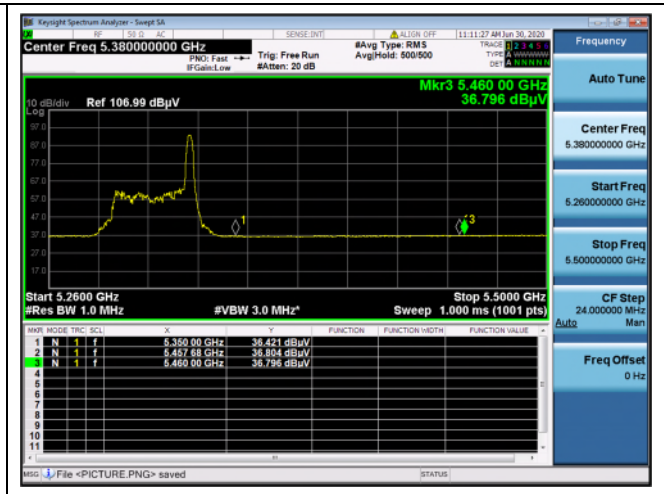 Keysight Spectrum Analyzer - Swept SA
RF 50 Ω AC SENSE:INT ALIGN OFF 11:11:27 AM Jun 30, 2020
Center Freq 5.380000000 GHz
PNO: Fast Trig: Free Run #Avg Type: RMS TRACE 1 2 3 4 5 6
IFGain:Low #Atten: 20 dB Avg|Hold: 500/500 TYPE A WWWWW
DET A N N N N N
Mkr3 5.460 00 GHz
36.796 dBµV
10 dB/div Ref 106.99 dBµV
Log
97.0
87.0
77.0
67.0
57.0
47.0
37.0
27.0
17.0
1
3
Start 5.2600 GHz Stop 5.5000 GHz
#Res BW 1.0 MHz #VBW 3.0 MHz* Sweep 1.000 ms (1001 pts)
MKR MODE TRC SCL X Y FUNCTION FUNCTION WIDTH FUNCTION VALUE
1 N 1 f 5.350 00 GHz 36.421 dBµV
2 N 1 f 5.457 68 GHz 36.804 dBµV
3 N 1 f 5.460 00 GHz 36.796 dBµV
4
5
6
7
8
9
10
11
MSG File <PICTURE.PNG> saved STATUS
Frequency
Auto Tune
Center Freq
5.380000000 GHz
Start Freq
5.260000000 GHz
Stop Freq
5.500000000 GHz
CF Step
24.000000 MHz
Auto Man
Freq Offset
0 Hz